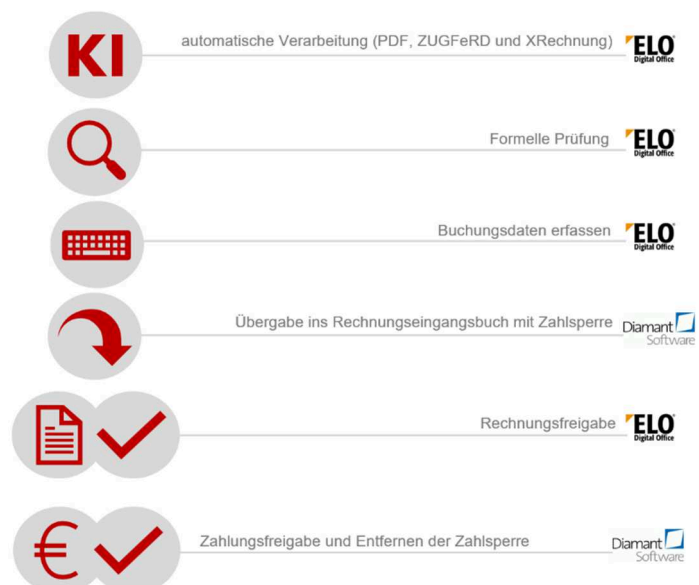 KI automatische Verarbeitung (PDF, ZUGFeRD und XRechnung) ELO
Digital Office
Formelle Prüfung ELO
Digital Office
Buchungsdaten erfassen ELO
Digital Office
Übergabe ins Rechnungseingangsbuch mit Zahlsperre Diamant
Software
Rechnungsfreigabe ELO
Digital Office
€ Zahlungsfreigabe und Entfernen der Zahlsperre Diamant
Software